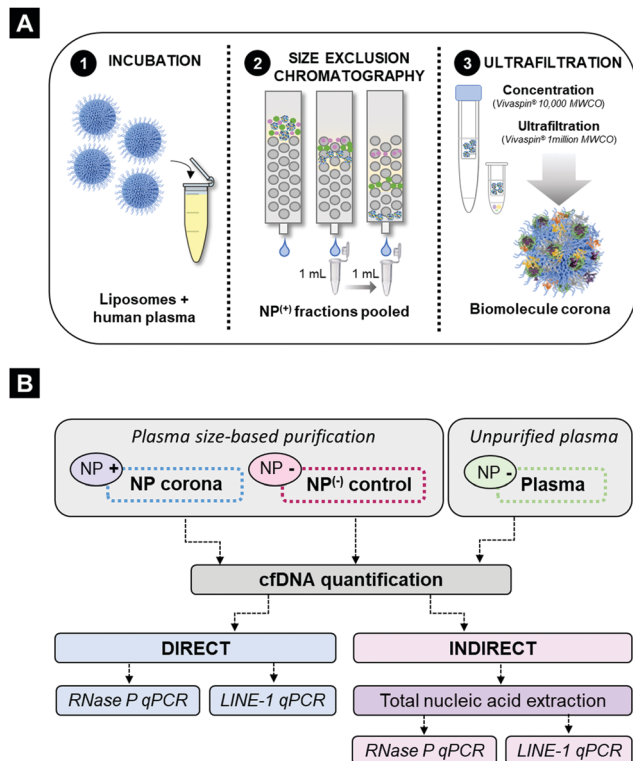 A
1 INCUBATION
Liposomes +
human plasma
2 SIZE EXCLUSION
CHROMATOGRAPHY
1 mL
1 mL
NP(+) fractions pooled
3 ULTRAFILTRATION
Concentration
(Vivaspin® 10,000 MWCO)
Ultrafiltration
(Vivaspin® 1million MWCO)
Biomolecule corona
B
Plasma size-based purification
NP +
NP corona
NP -
NP(-) control
Unpurified plasma
NP -
Plasma
cfDNA quantification
DIRECT
INDIRECT
RNase P qPCR
LINE-1 qPCR
Total nucleic acid extraction
RNase P qPCR
LINE-1 qPCR